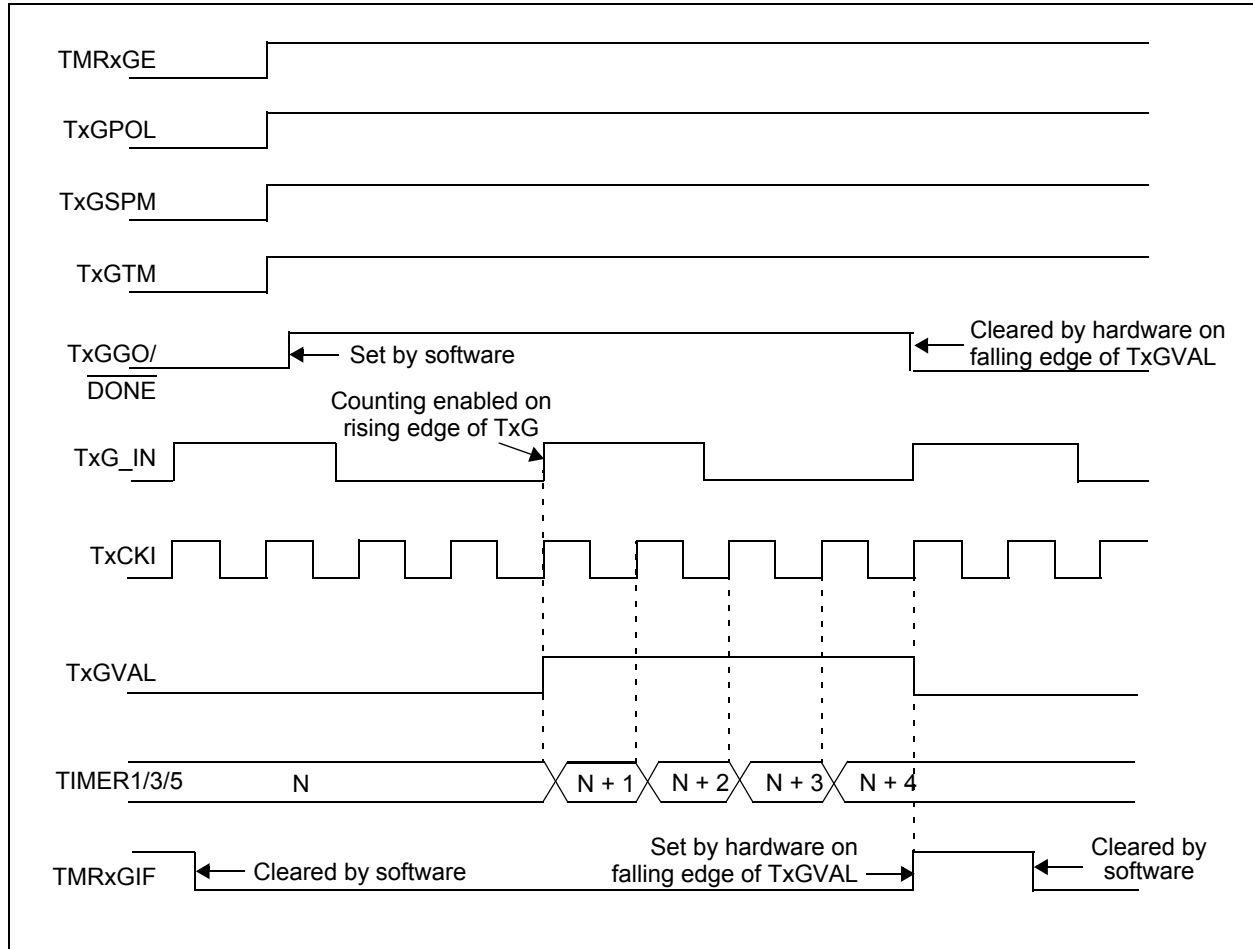 TMRxGE
TxGPOL
TxGSPM
TxGTM
TxGGO/
DONE
Set by software
Cleared by hardware on
falling edge of TxGVAL
Counting enabled on
rising edge of TxG
TxG_IN
TxCKI
TxGVAL
TIMER1/3/5
N
N + 1
N + 2
N + 3
N + 4
TMRxGIF
Cleared by software
Set by hardware on
falling edge of TxGVAL
Cleared by
software